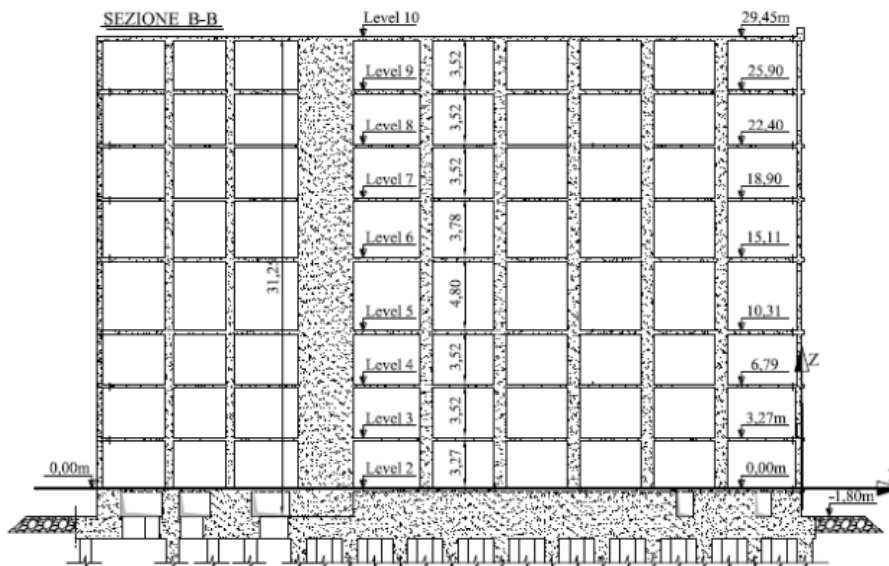 SEZIONE B-B
Level 10
29,45m
3,52
Level 9
25,90
3,52
Level 8
22,40
3,52
Level 7
18,90
3,78
Level 6
15,11
31,25
4,80
Level 5
10,31
3,52
Level 4
6,79
Z
3,52
Level 3
3,27m
3,27
0,00m
Level 2
0,00m
-1,80m